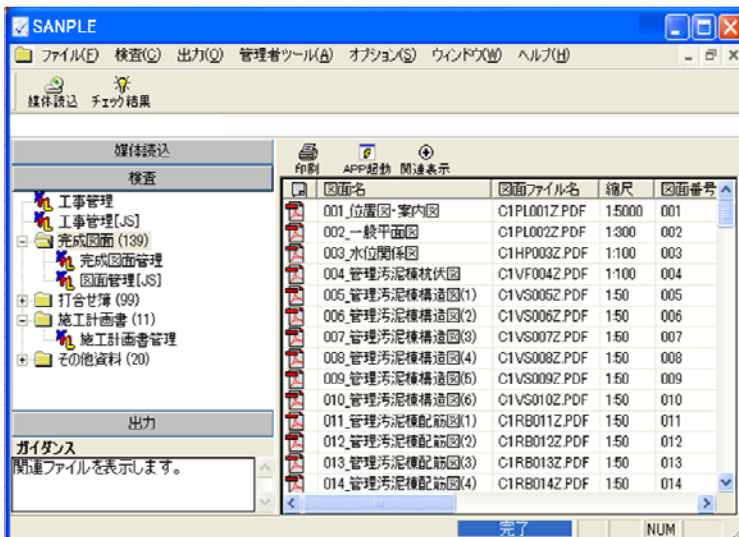 SANPLE
ファイル(F) 検査(C) 出力(O) 管理者ツール(A) オプション(S) ウィンドウ(W) ヘルプ(H)
媒体読込 チェック結果
媒体読込
検査
工事管理
工事管理[JS]
完成図面 (139)
完成図面管理
図面管理[JS]
打合せ簿 (99)
施工計画書 (11)
施工計画書管理
その他資料 (20)
出力
ガイダンス
関連ファイルを表示します。
印刷 APP起動 関連表示
図面名 図面ファイル名 縮尺 図面番号
001_位置図・案内図 C1PL001Z.PDF 1:5000 001
002_一般平面図 C1PL002Z.PDF 1:300 002
003_水位関係図 C1HP003Z.PDF 1:100 003
004_管理汚泥棟杭伏図 C1VF004Z.PDF 1:100 004
005_管理汚泥棟構造図(1) C1VS005Z.PDF 1:50 005
006_管理汚泥棟構造図(2) C1VS006Z.PDF 1:50 006
007_管理汚泥棟構造図(3) C1VS007Z.PDF 1:50 007
008_管理汚泥棟構造図(4) C1VS008Z.PDF 1:50 008
009_管理汚泥棟構造図(5) C1VS009Z.PDF 1:50 009
010_管理汚泥棟構造図(6) C1VS010Z.PDF 1:50 010
011_管理汚泥棟配筋図(1) C1RB011Z.PDF 1:50 011
012_管理汚泥棟配筋図(2) C1RB012Z.PDF 1:50 012
013_管理汚泥棟配筋図(3) C1RB013Z.PDF 1:50 013
014_管理汚泥棟配筋図(4) C1RB014Z.PDF 1:50 014
完了 NUM